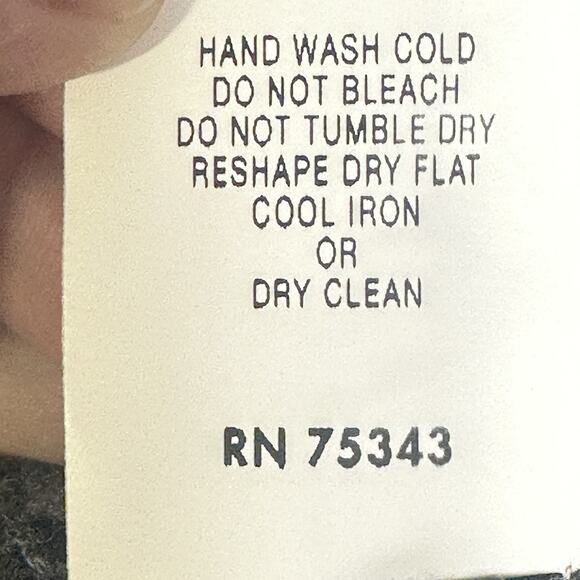 HAND WASH COLD
DO NOT BLEACH
DO NOT TUMBLE DRY
RESHAPE DRY FLAT
COOL IRON
OR
DRY CLEAN
RN 75343